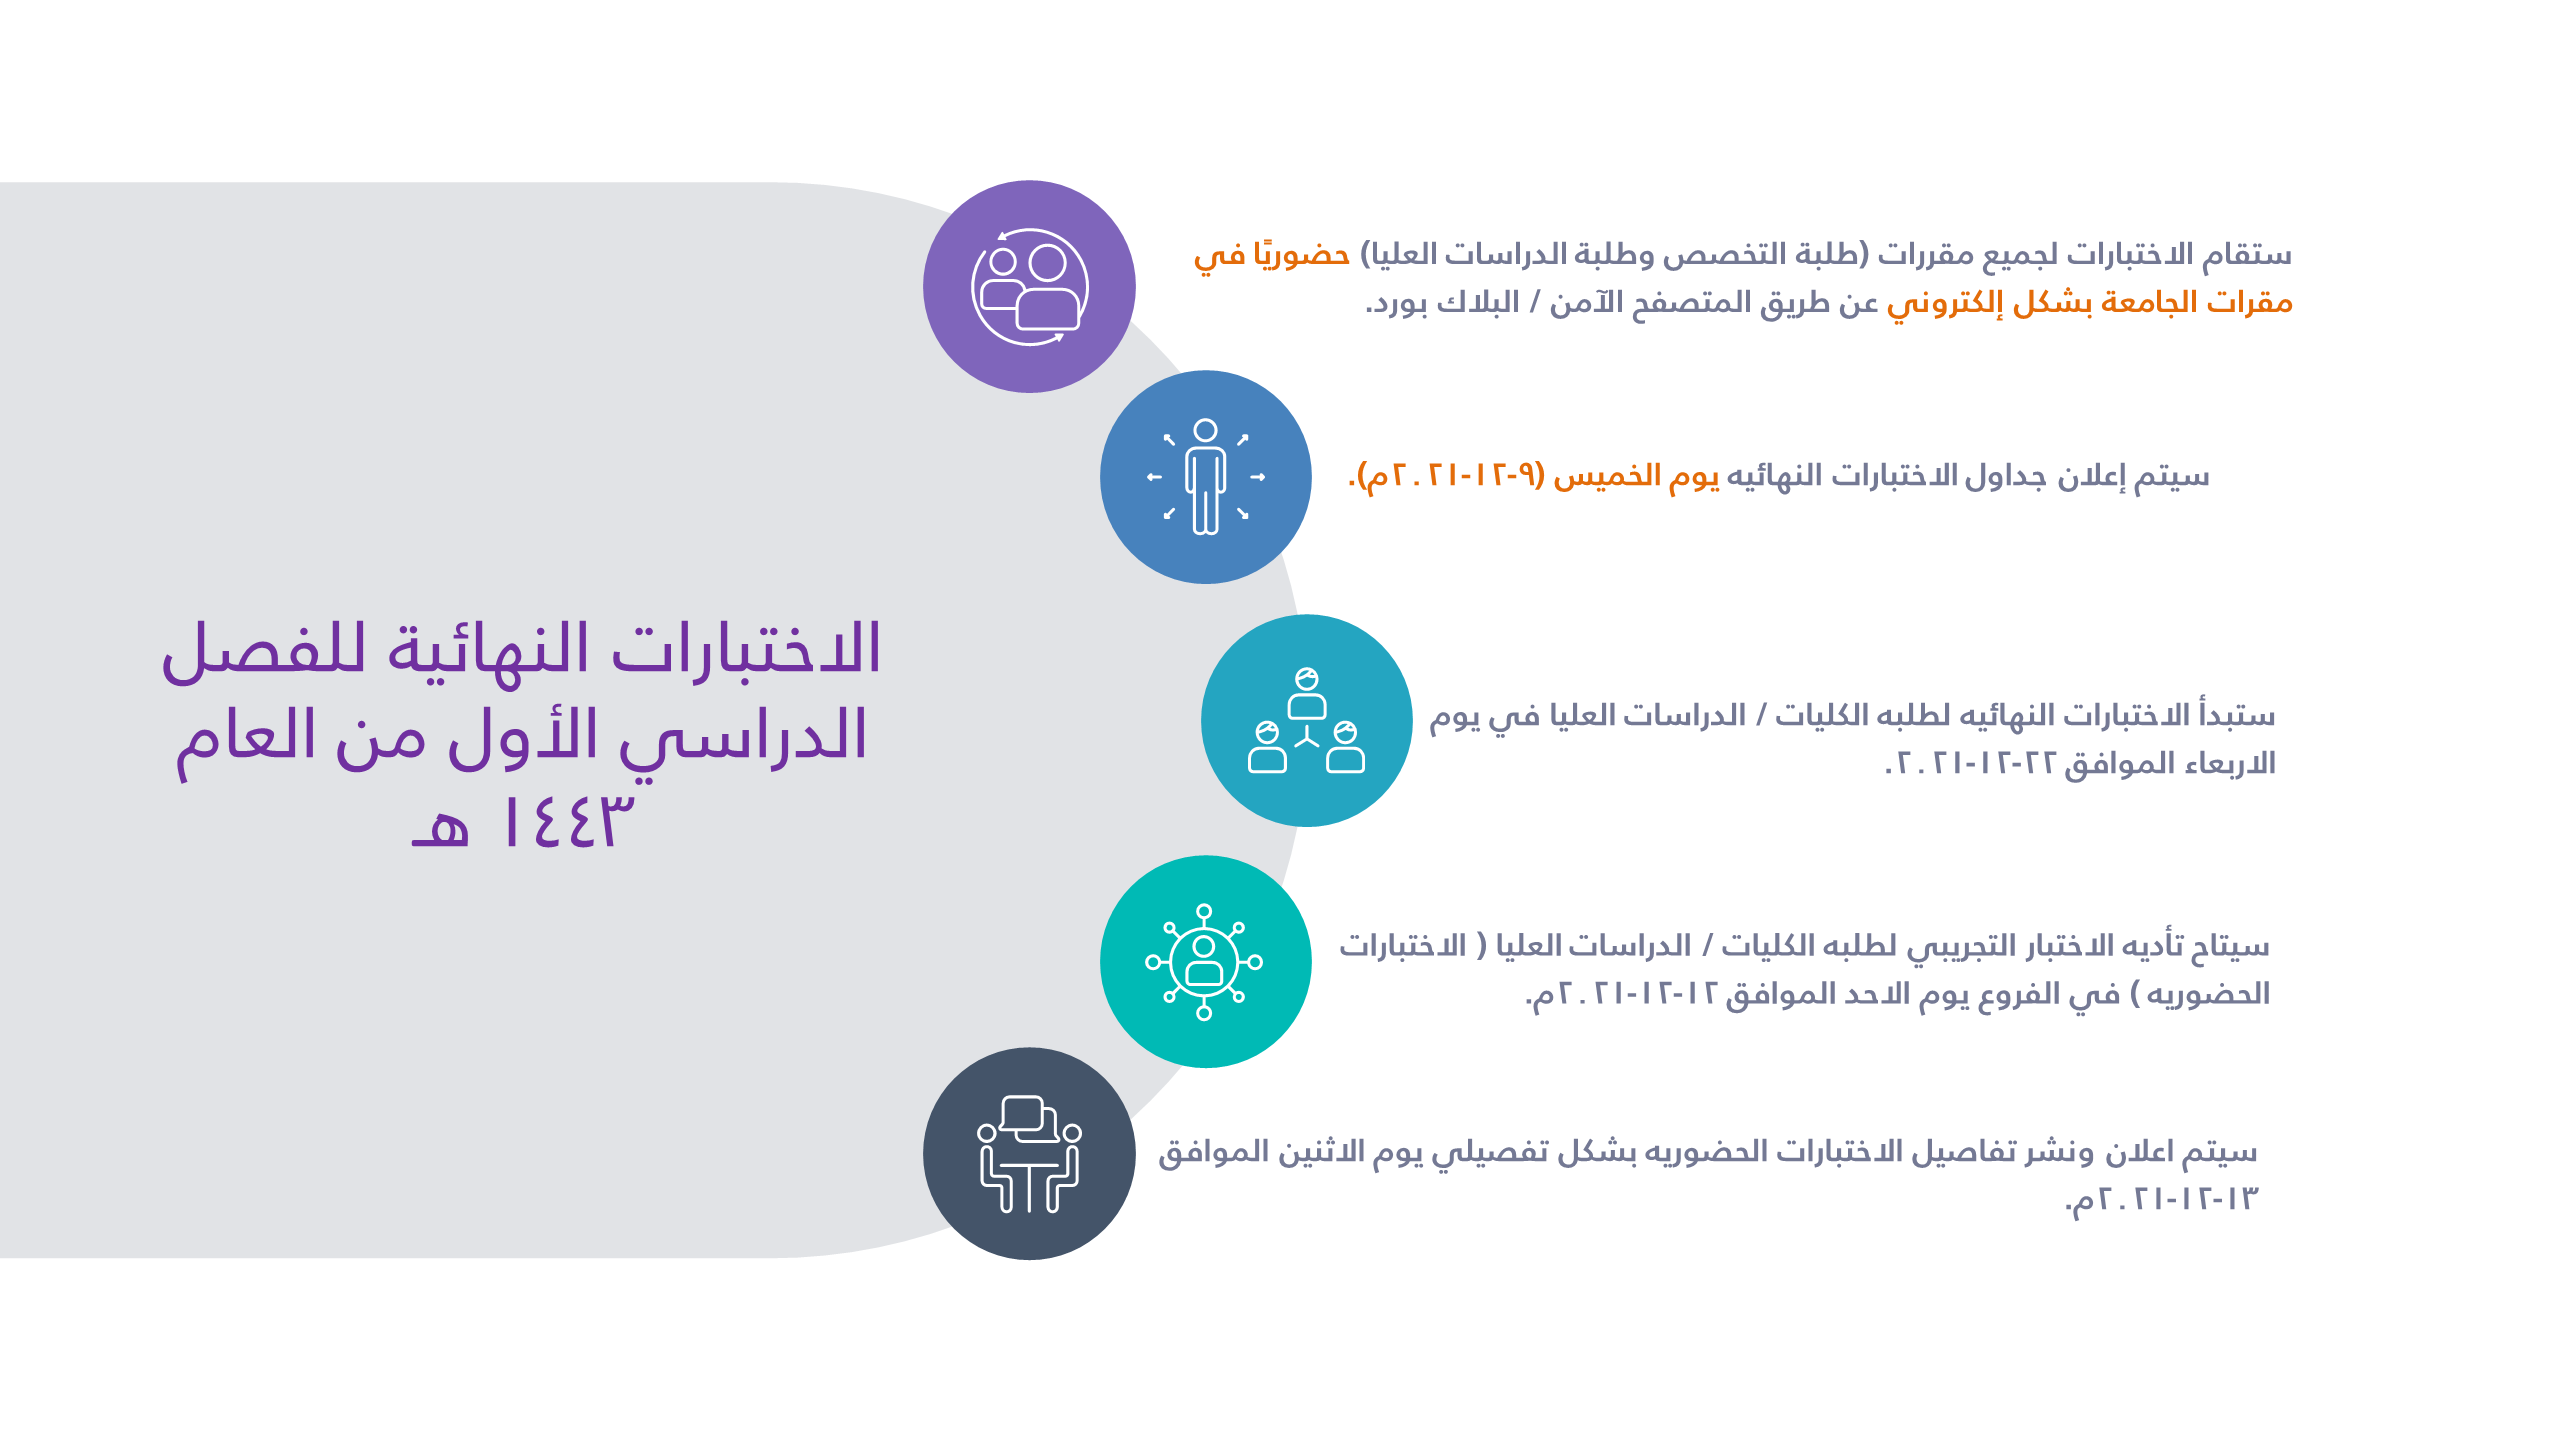 الاختبارات النهائية للفصل
الدراسي الأول من العام
١٤٤٣ هـ
ستقام الاختبارات لجميع مقررات (طلبة التخصص وطلبة الدراسات العليا) حضوريًا في
مقرات الجامعة بشكل إلكتروني عن طريق المتصفح الآمن / البلاك بورد.
سيتم إعلان جداول الاختبارات النهائيه يوم الخميس (٩-١٢-٢٠٢١م).
ستبدأ الاختبارات النهائيه لطلبه الكليات / الدراسات العليا في يوم
الاربعاء الموافق ٢٢-١٢-٢٠٢١.
سيتاح تأديه الاختبار التجريبي لطلبه الكليات / الدراسات العليا ( الاختبارات
الحضوريه ) في الفروع يوم الاحد الموافق ١٢-١٢-٢٠٢١م.
سيتم اعلان ونشر تفاصيل الاختبارات الحضوريه بشكل تفصيلي يوم الاثنين الموافق
١٣-١٢-٢٠٢١م.